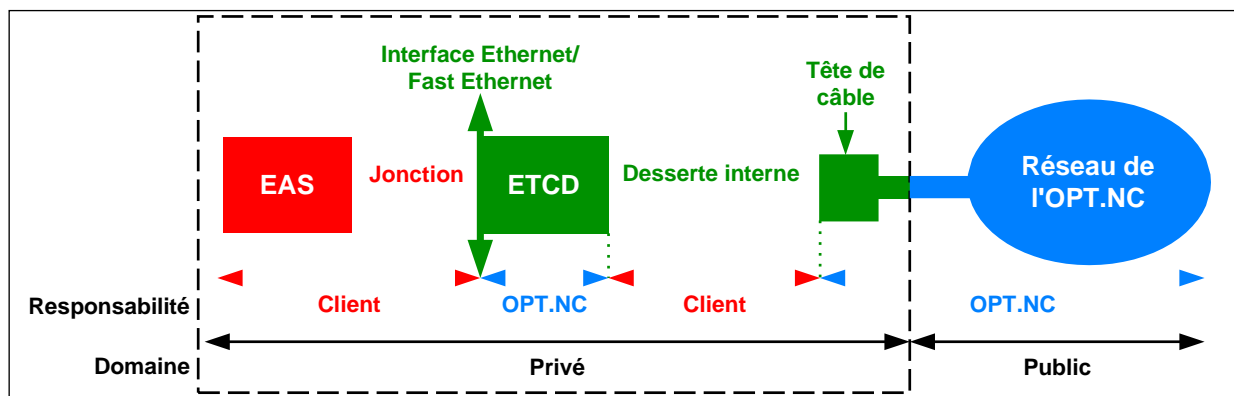 Interface Ethernet/
Fast Ethernet
Tête de
câble
EAS
Jonction
ETCD
Desserte interne
Réseau de
l'OPT.NC
Responsabilité
Client
OPT.NC
Client
OPT.NC
Domaine
Privé
Public